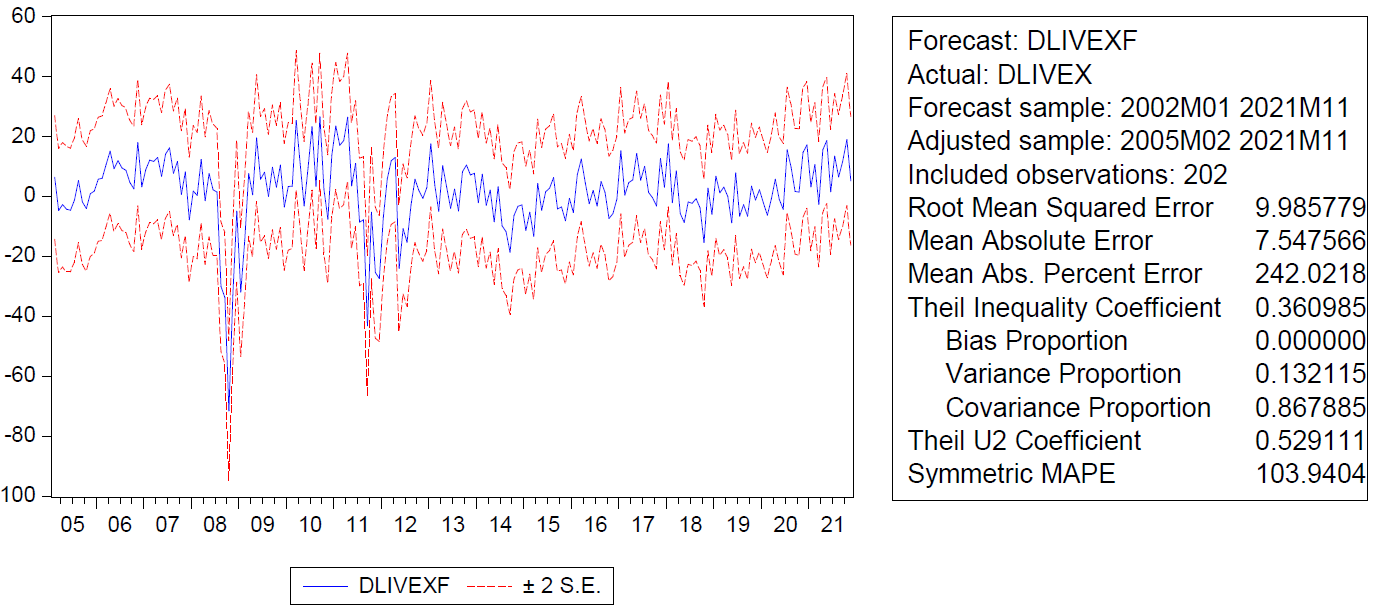 60
40
20
0
-20
-40
-60
-80
100
05 06 07 08 09 10 11 12 13 14 15 16 17 18 19 20 21
DLIVEXF ± 2 S.E.
Forecast: DLIVEXF
Actual: DLIVEX
Forecast sample: 2002M01 2021M11
Adjusted sample: 2005M02 2021M11
Included observations: 202
Root Mean Squared Error 9.985779
Mean Absolute Error 7.547566
Mean Abs. Percent Error 242.0218
Theil Inequality Coefficient 0.360985
Bias Proportion 0.000000
Variance Proportion 0.132115
Covariance Proportion 0.867885
Theil U2 Coefficient 0.529111
Symmetric MAPE 103.9404